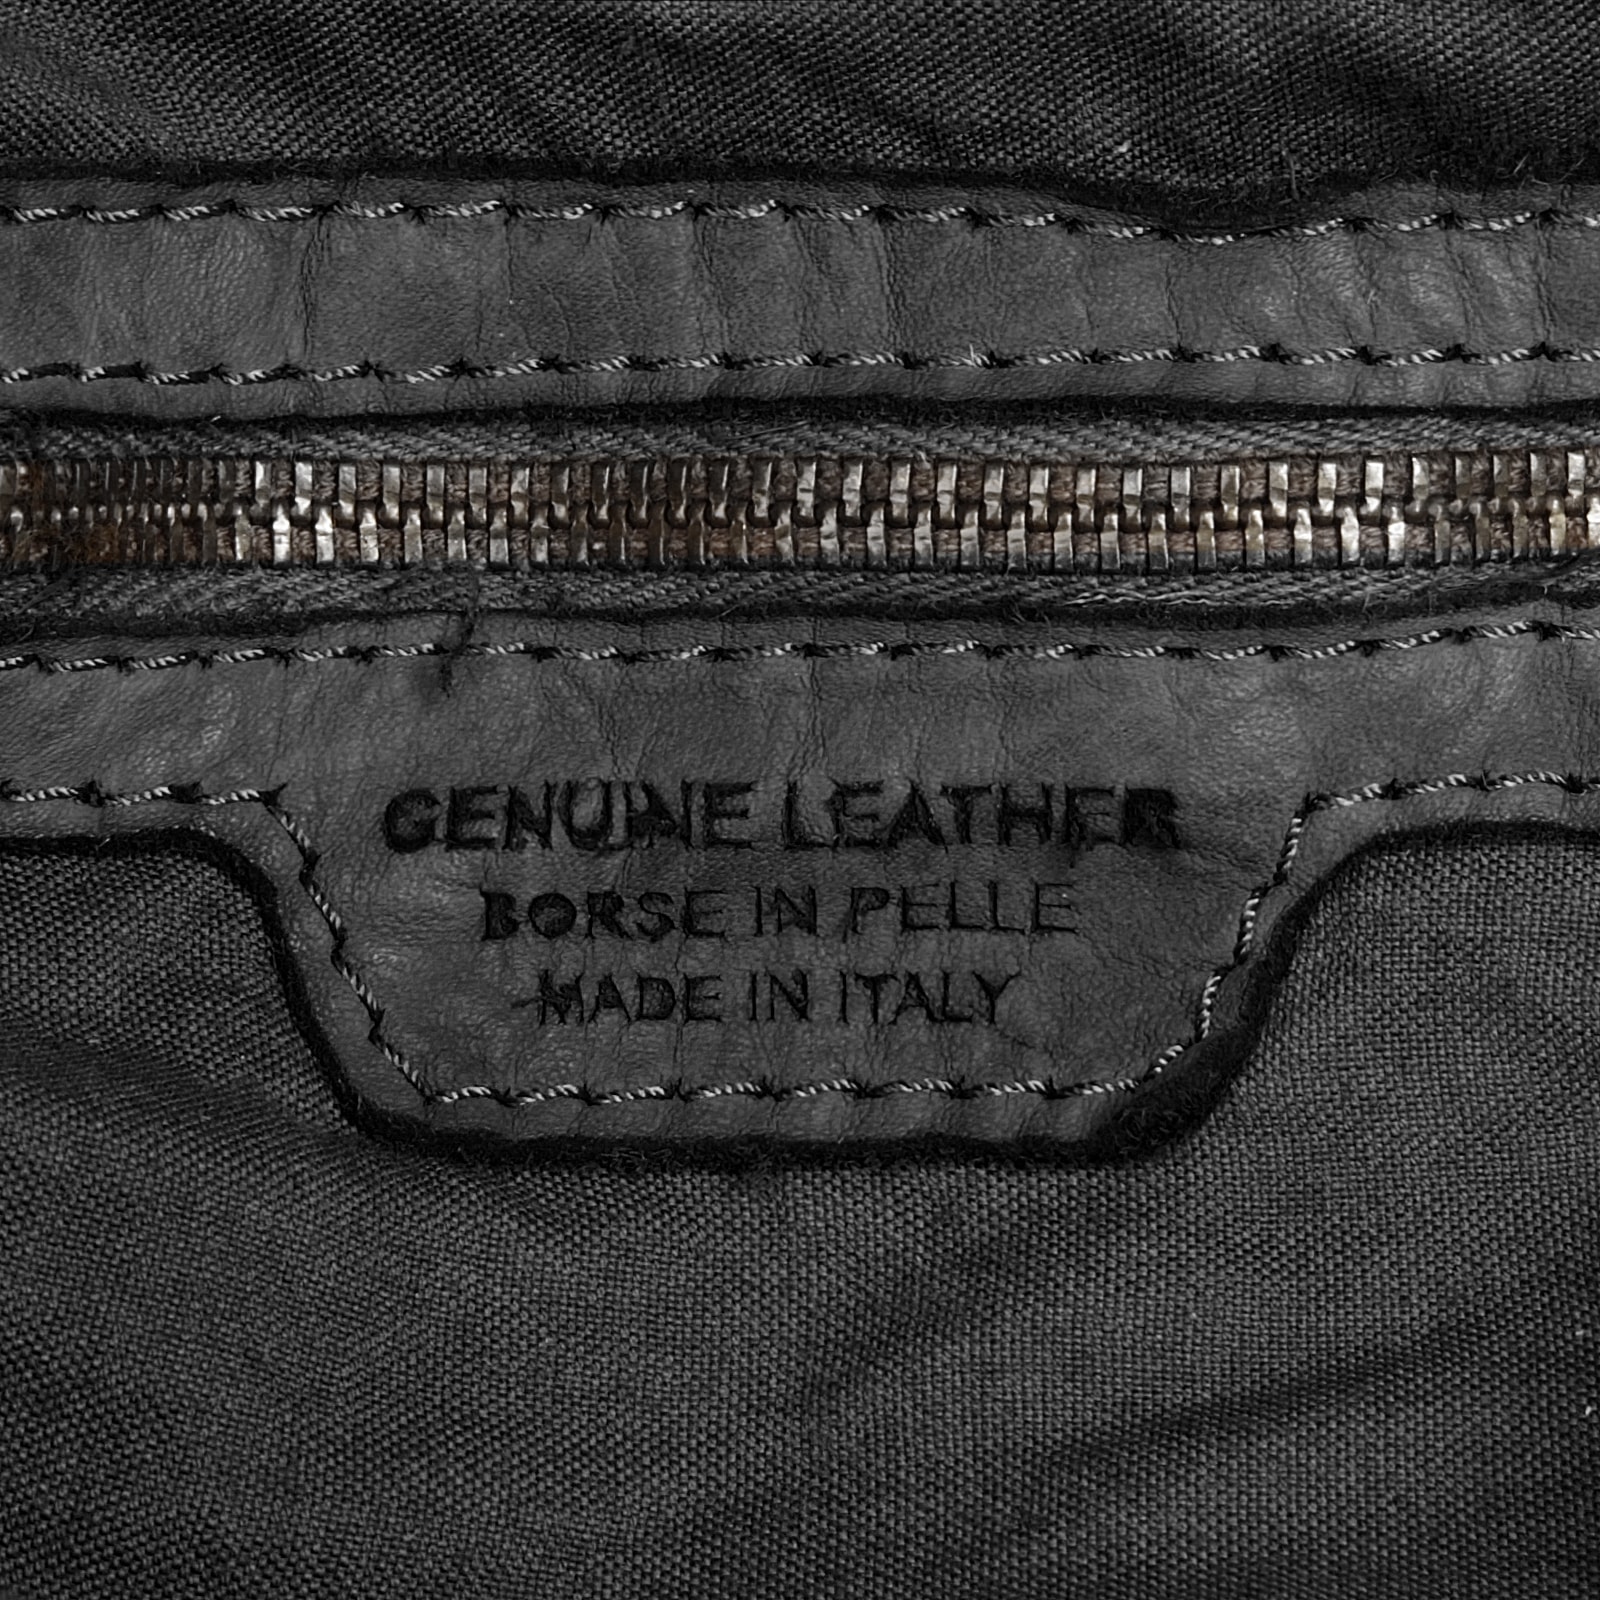 GENUINE LEATHER
BORSE IN PELLE
MADE IN ITALY